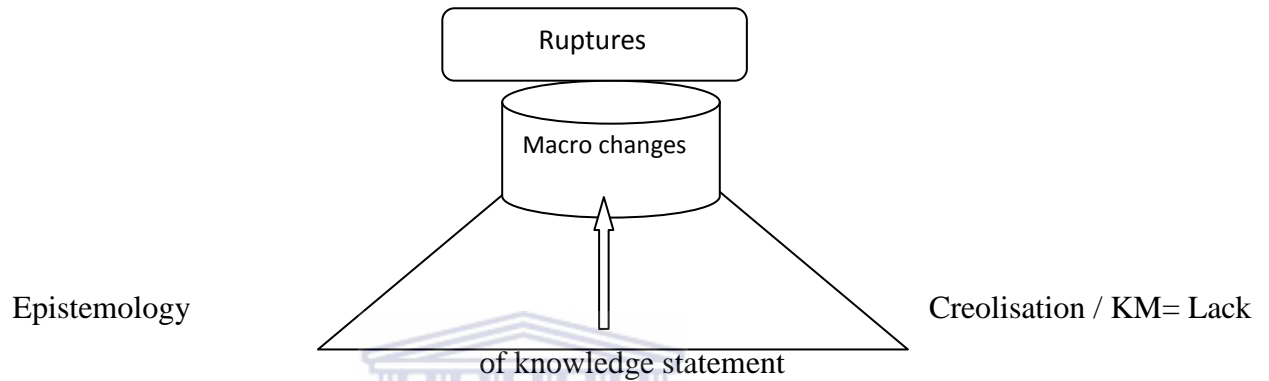 Ruptures
Macro changes
Epistemology Creolisation / KM= Lack
of knowledge statement